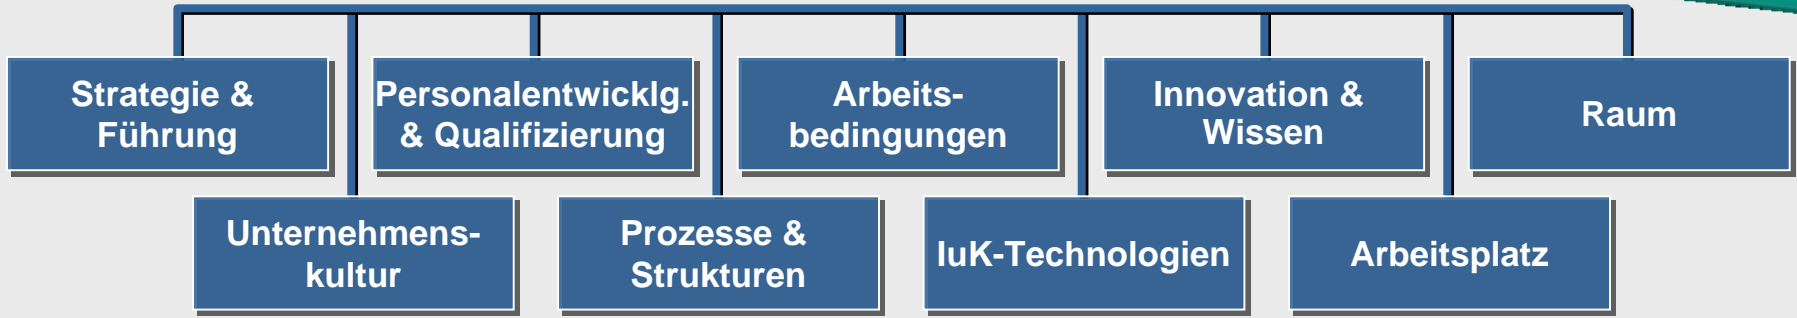 Strategie &
Führung
Personalentwicklg.
& Qualifizierung
Arbeits-
bedingungen
Innovation &
Wissen
Raum
Unternehmens-
kultur
Prozesse &
Strukturen
IuK-Technologien
Arbeitsplatz